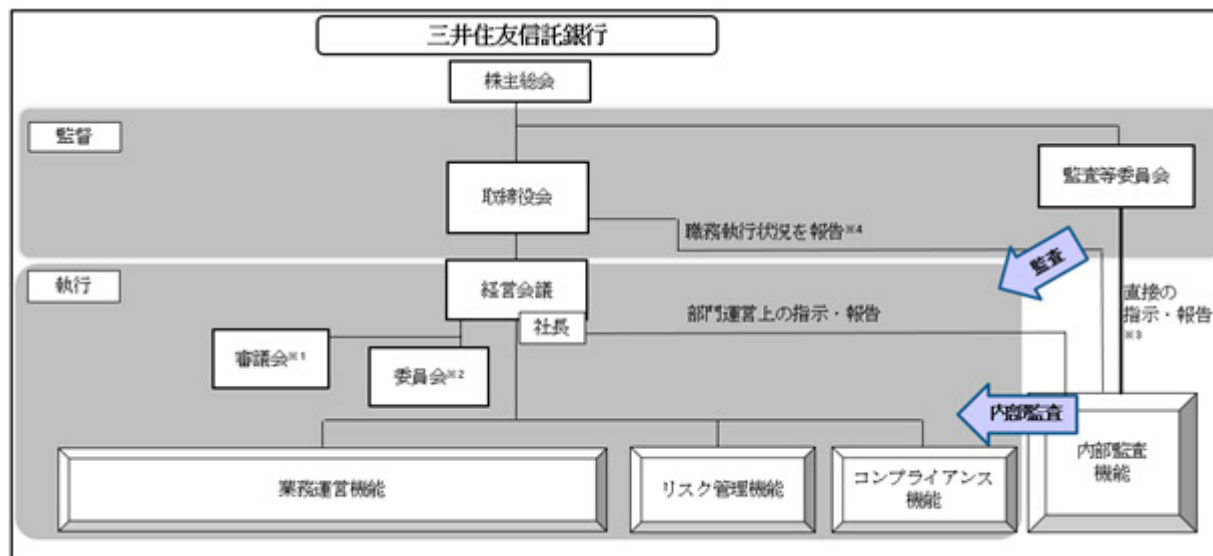 三井住友信託銀行
株主総会
監督
取締役会
監査等委員会
職務執行状況を報告※4
監査
執行
経営会議
社長
部門運営上の指示・報告
直接の
指示・報告
※3
審議会※1
委員会※2
内部監査
業務運営機能
リスク管理機能
コンプライアンス
機能
内部監査
機能